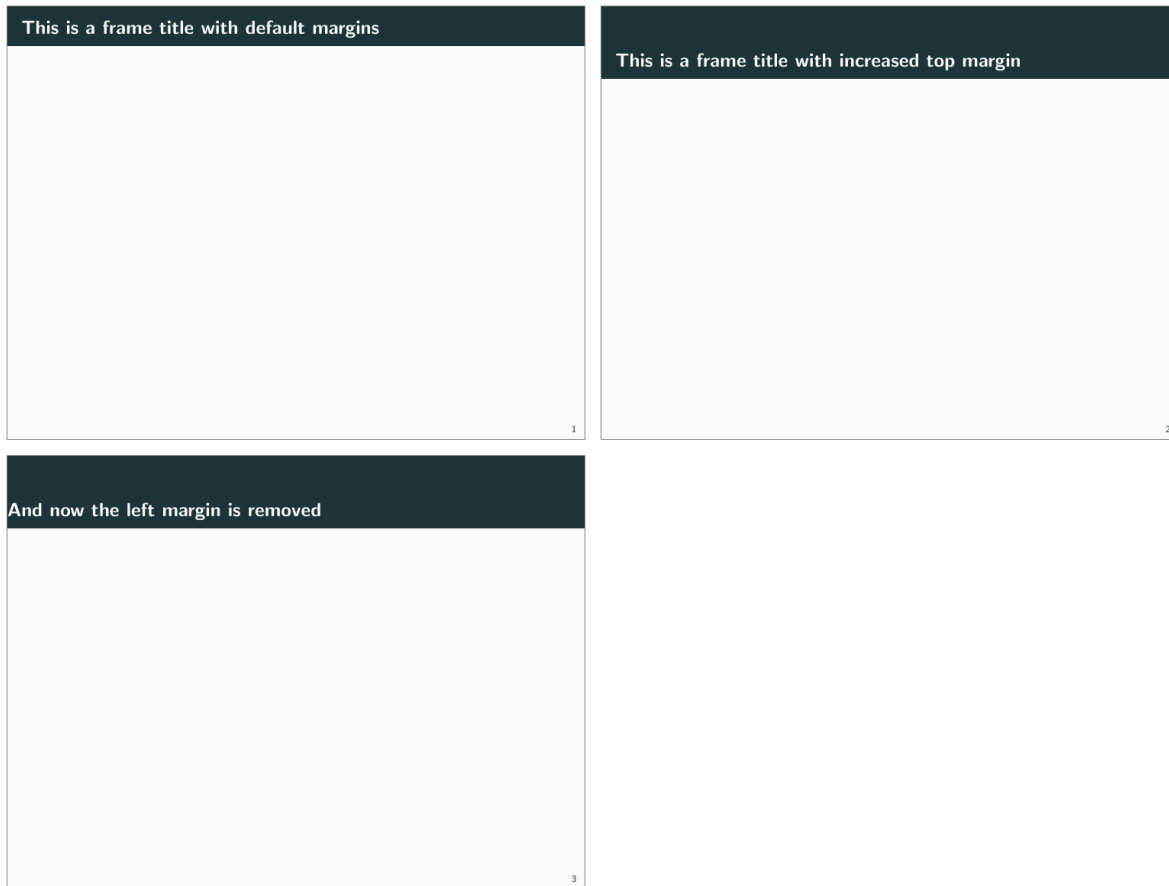 This is a frame title with default margins
1
This is a frame title with increased top margin
2
And now the left margin is removed
3